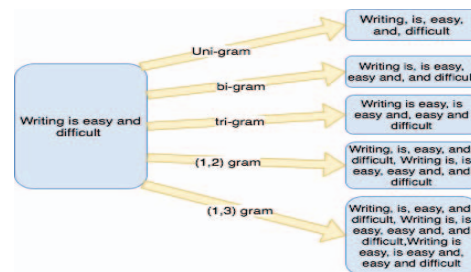 Writing is easy and
difficult
Uni-gram
bi-gram
tri-gram
(1,2) gram
(1,3) gram
Writing, is, easy,
and, difficult
Writing is, is easy,
easy and, and difficult
Writing is easy, is
easy and, easy and
difficult
Writing, is, easy, and,
difficult, Writing is, is
easy, easy and, and
difficult
Writing, is, easy, and,
difficult, Writing is, is
easy, easy and, and
difficult,Writing is
easy, is easy and,
easy and difficult